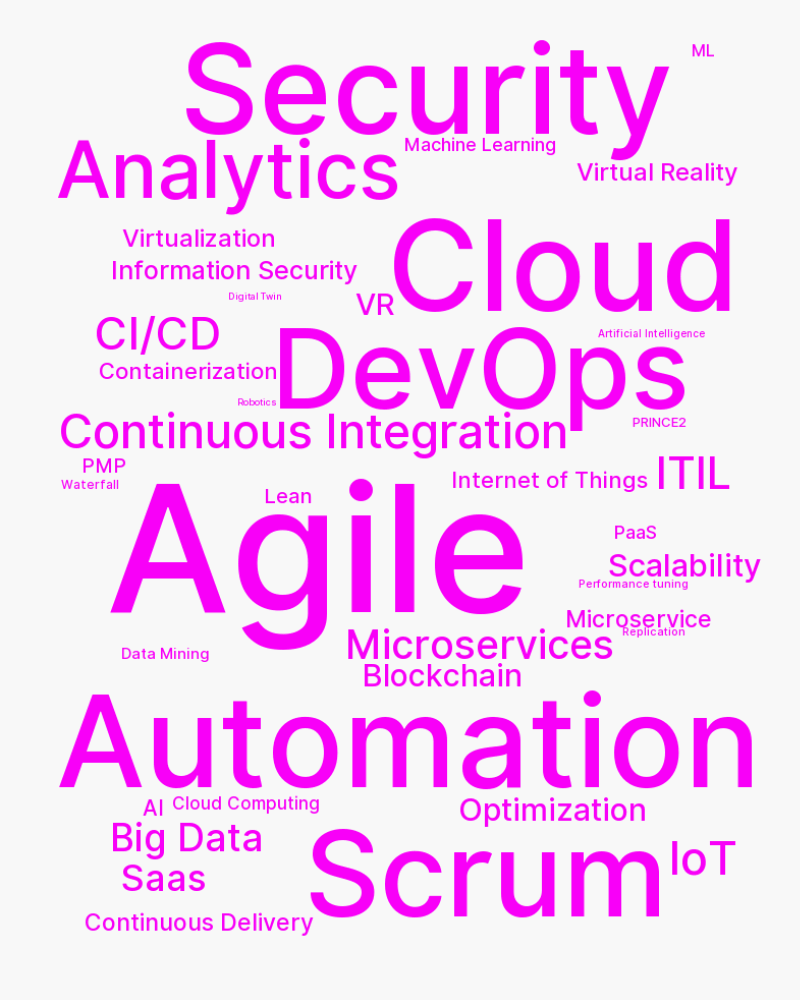 Security
ML
Machine Learning
Analytics
Virtual Reality
Virtualization
Cloud
Information Security
Digital Twin
VR
CI/CD
Artificial Intelligence
DevOps
Containerization
Robotics
PRINCE2
Continuous Integration
PMP
Internet of Things
ITIL
Waterfall
Lean
Agile
PaaS
Scalability
Performance tuning
Microservice
Replication
Microservices
Data Mining
Blockchain
Automation
AI
Cloud Computing
Optimization
Big Data
Scrum
IoT
Saas
Continuous Delivery